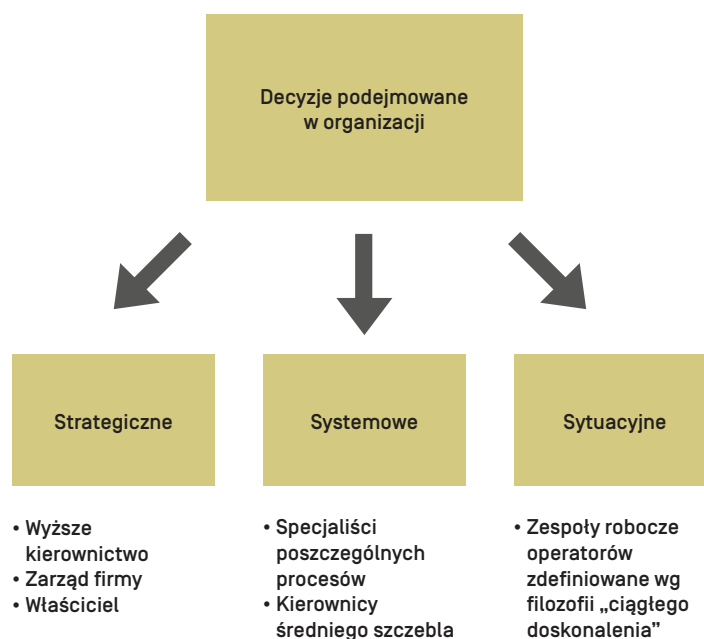 Decyzje podejmowane
w organizacji
Strategiczne
Systemowe
Sytuacyjne
• Wyższe
kierownictwo
• Zarząd firmy
• Właściciel
• Specjaliści
poszczególnych
procesów
• Kierownicy
średniego szczebla
• Zespoły robocze
operatorów
zdefiniowane wg
filozofii „ciągłego
doskonalenia”